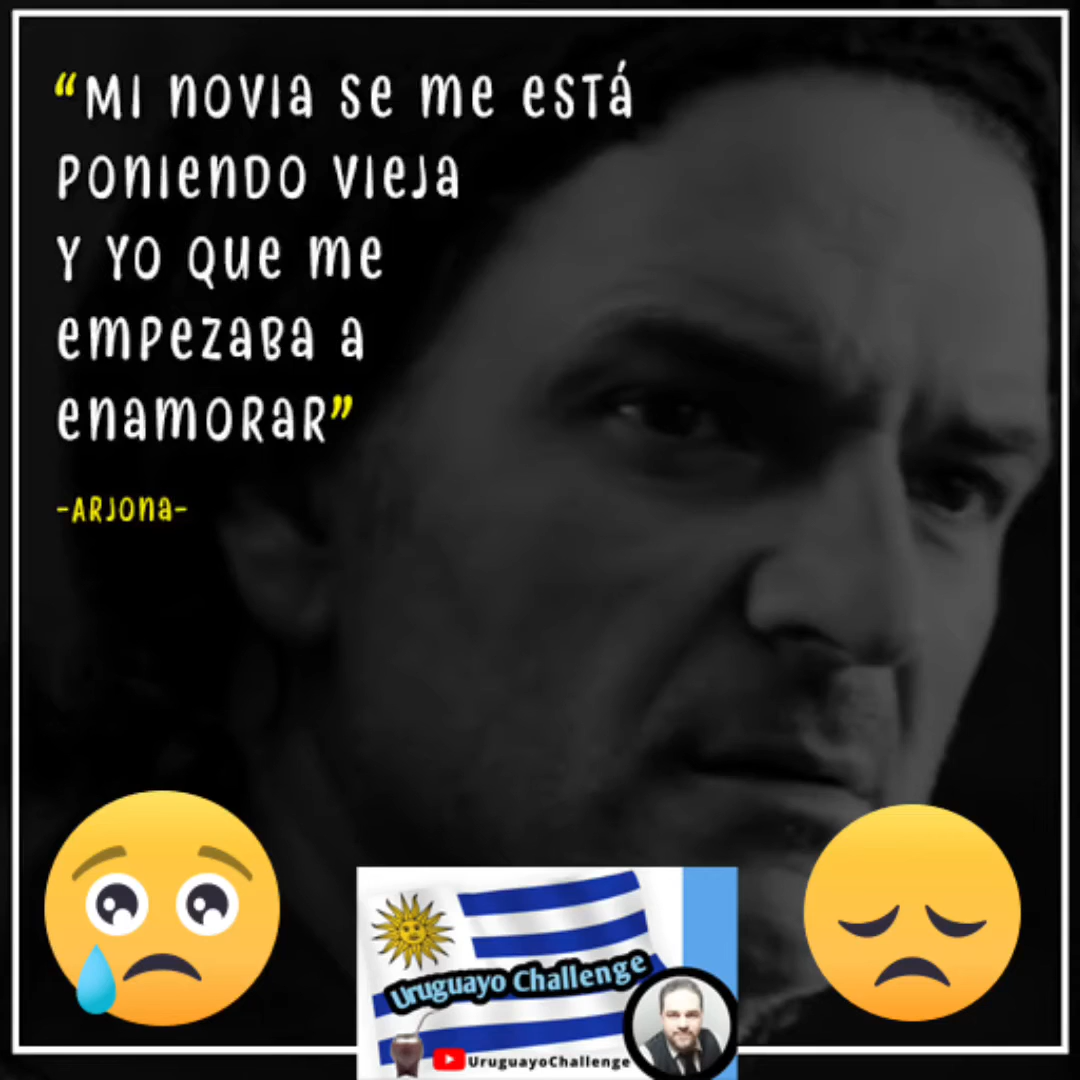 “Mi novia se me está
poniendo vieja
y yo que me
empezaba a
enamorar”
-Arjona-
Uruguayo Challenge
UruguayoChallenge